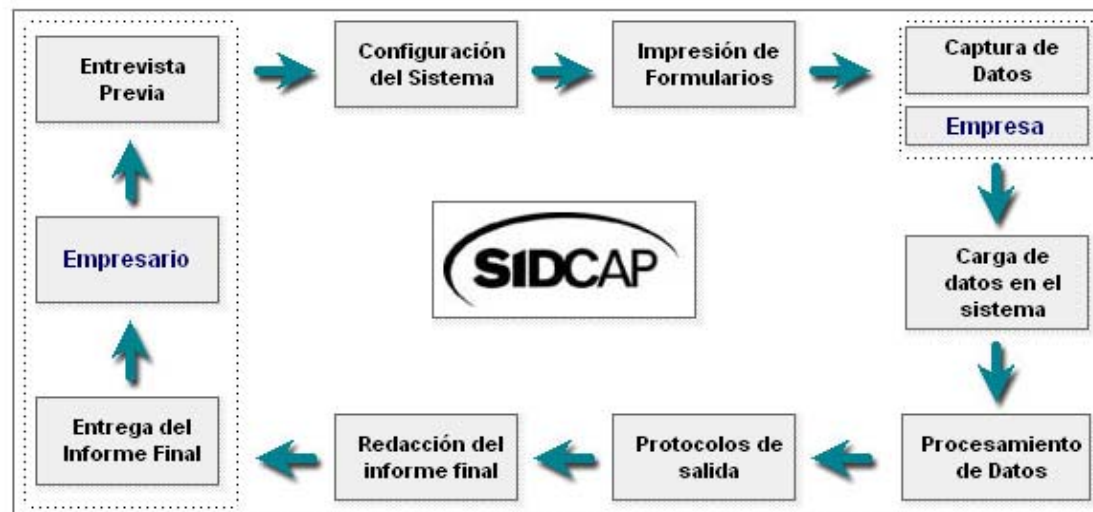 Entrevista
Previa
Configuración
del Sistema
Impresión de
Formularios
Captura de
Datos
Empresa
Empresario
SIDCAP
Carga de
datos en el
sistema
Entrega del
Informe Final
Redacción del
informe final
Protocolos de
salida
Procesamiento
de Datos